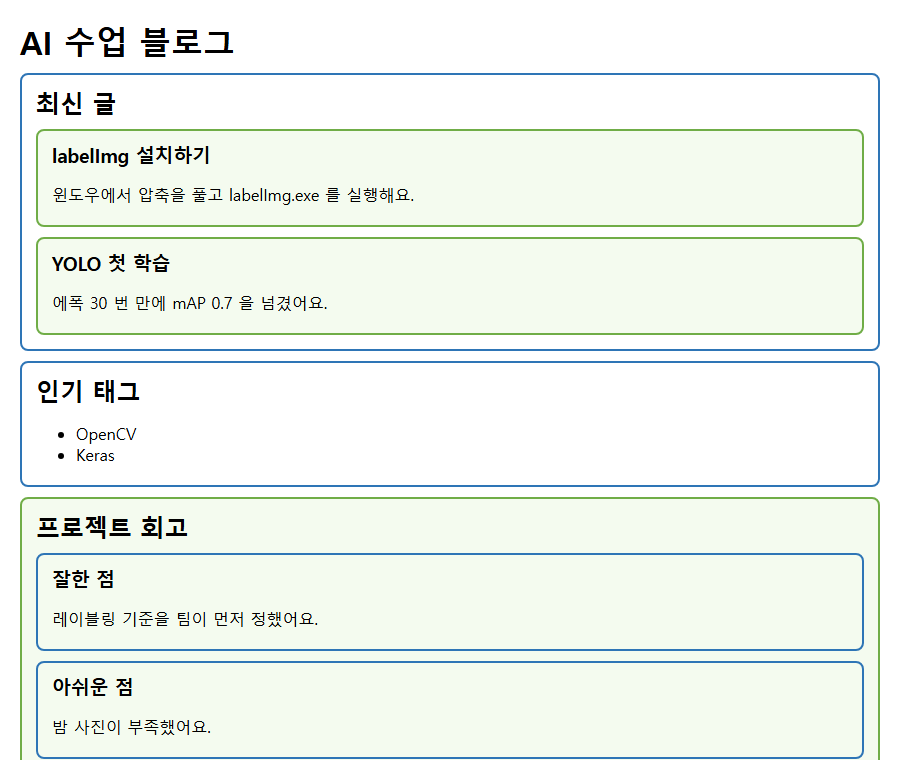 AI 수업 블로그
최신 글
labelImg 설치하기
윈도우에서 압축을 풀고 labelImg.exe 를 실행해요.
YOLO 첫 학습
에폭 30 번 만에 mAP 0.7 을 넘겼어요.
인기 태그
OpenCV
Keras
프로젝트 회고
잘한 점
레이블링 기준을 팀이 먼저 정했어요.
아쉬운 점
밤 사진이 부족했어요.